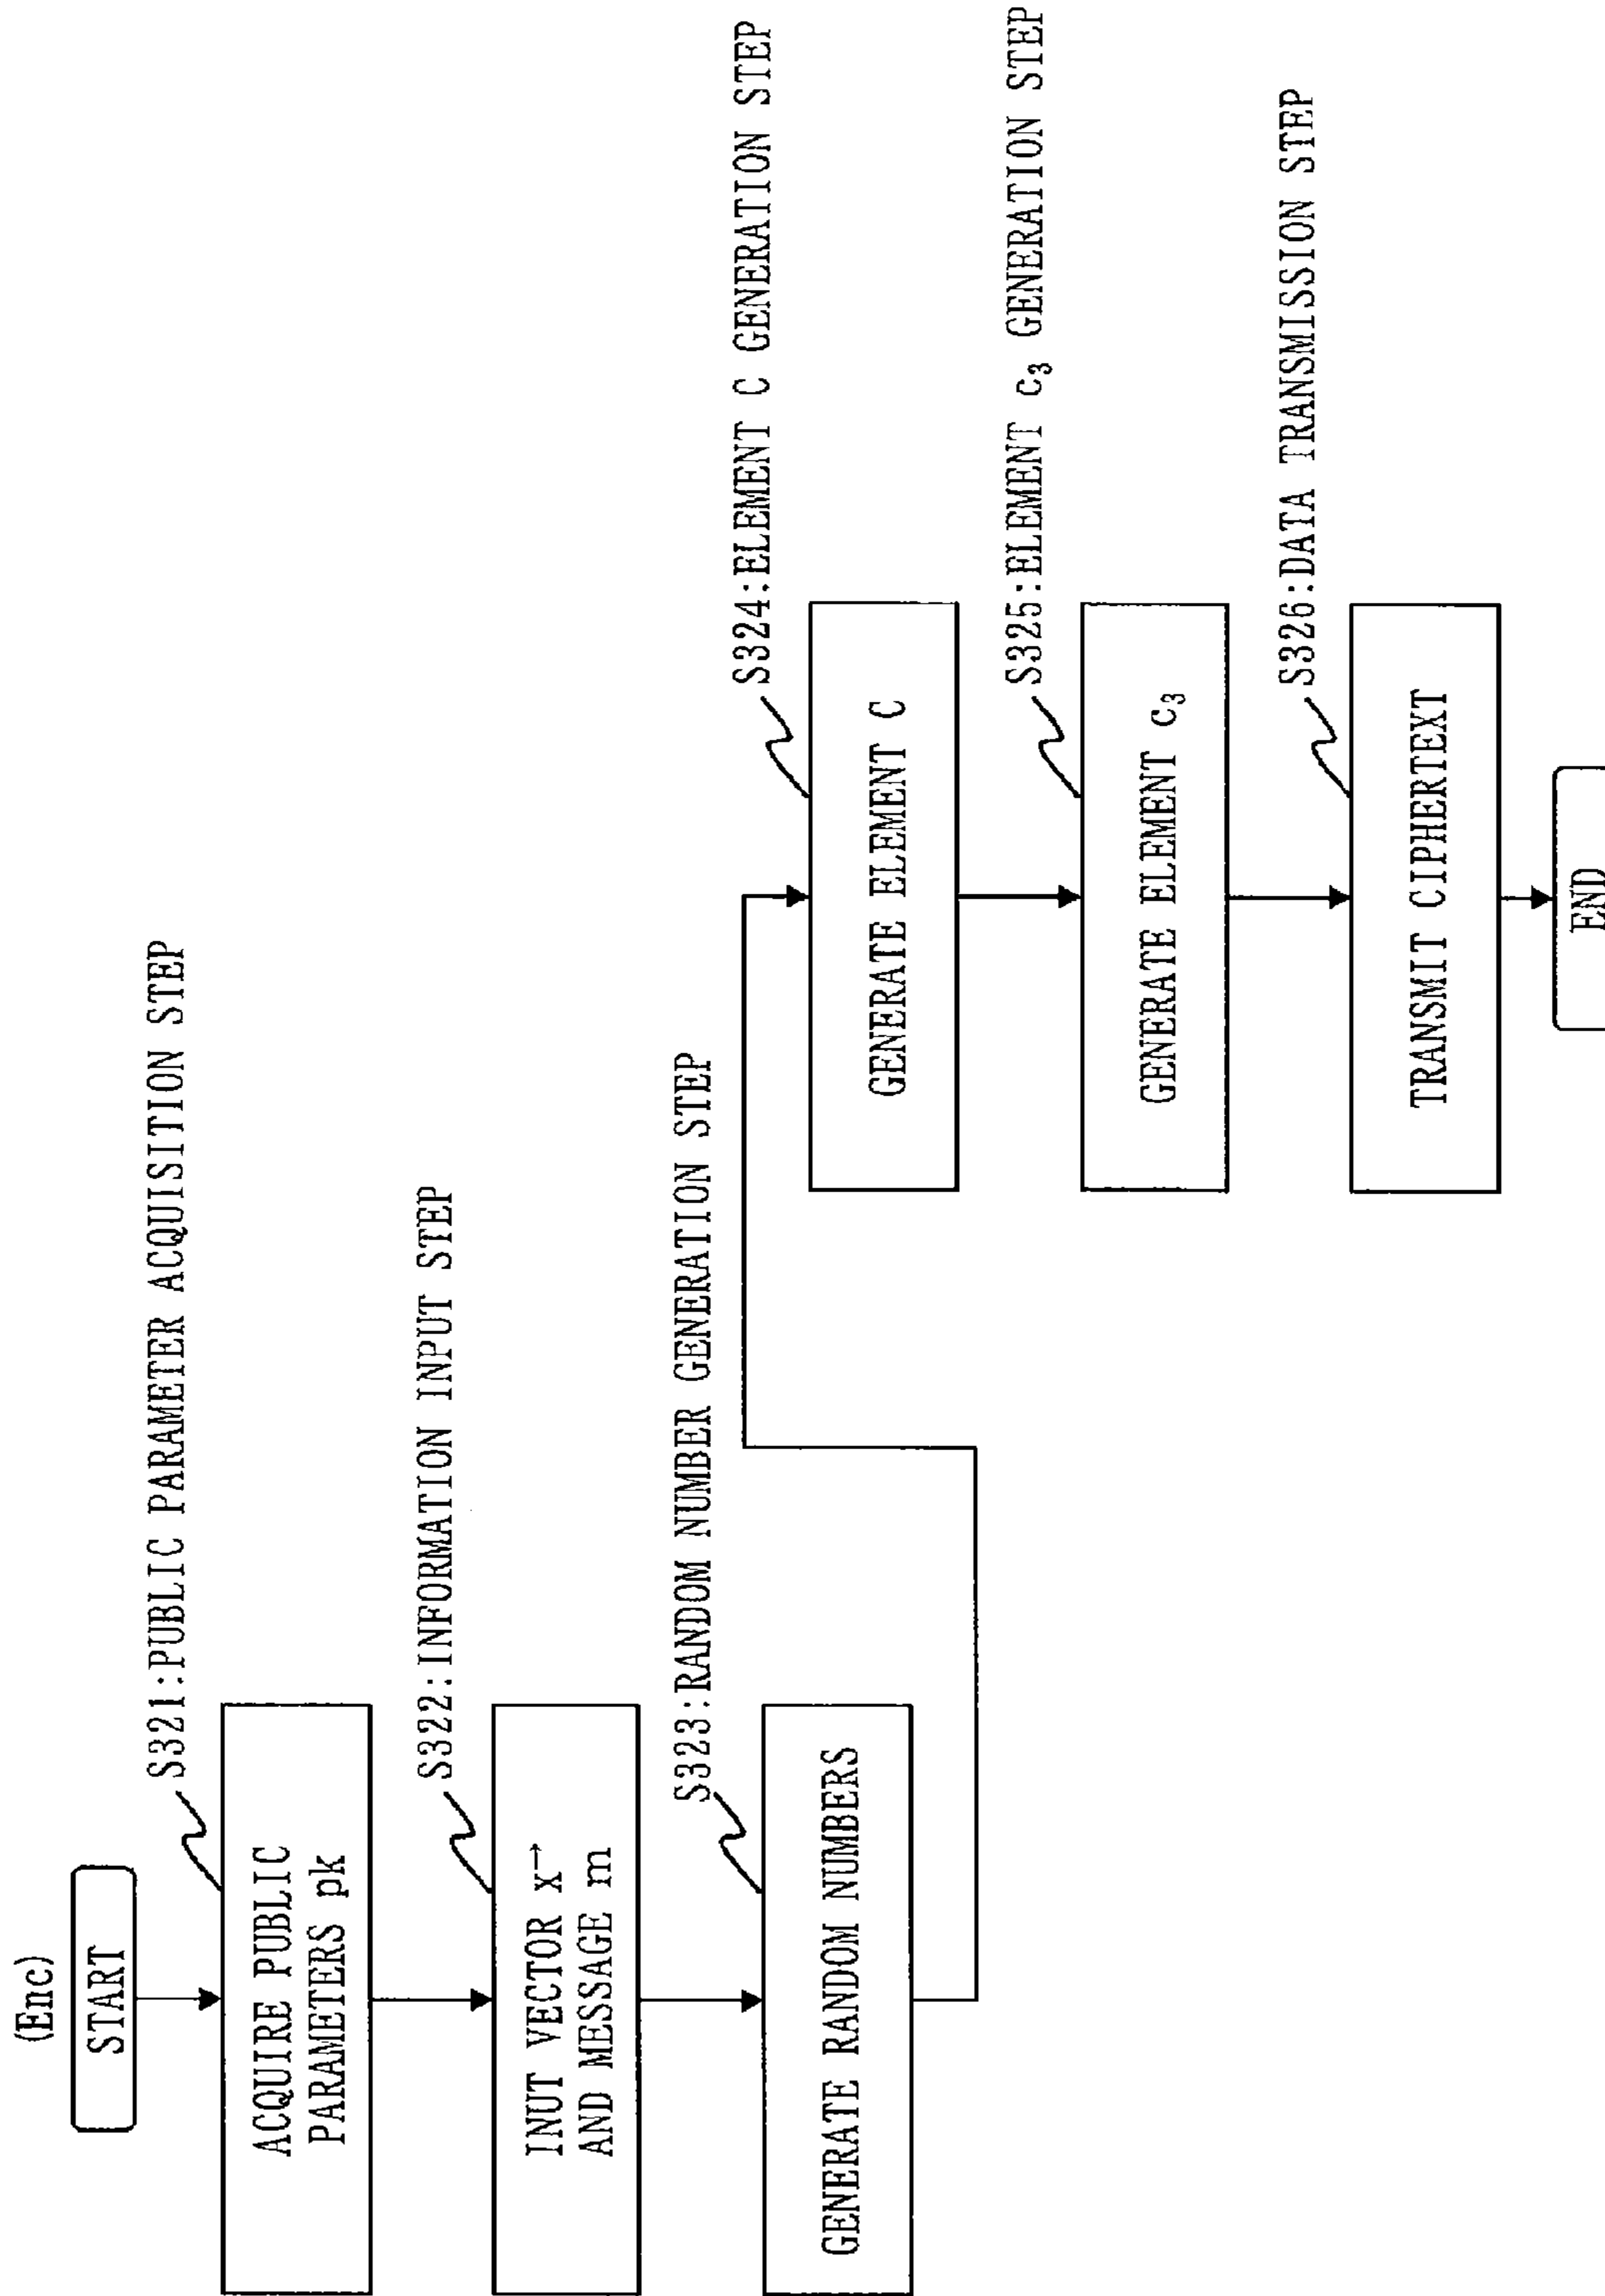 (Enc)
START
S321:PUBLIC PARAMETER ACQUISITION STEP
ACQUIRE PUBLIC
PARAMETERS pk
S322:INFORMATION INPUT STEP
INUT VECTOR x→
AND MESSAGE m
S323:RANDOM NUMBER GENERATION STEP
GENERATE RANDOM NUMBERS
S324:ELEMENT C GENERATION STEP
GENERATE ELEMENT C
S325:ELEMENT c₃ GENERATION STEP
GENERATE ELEMENT c₃
S326:DATA TRANSMISSION STEP
TRANSMIT CIPHERTEXT
END